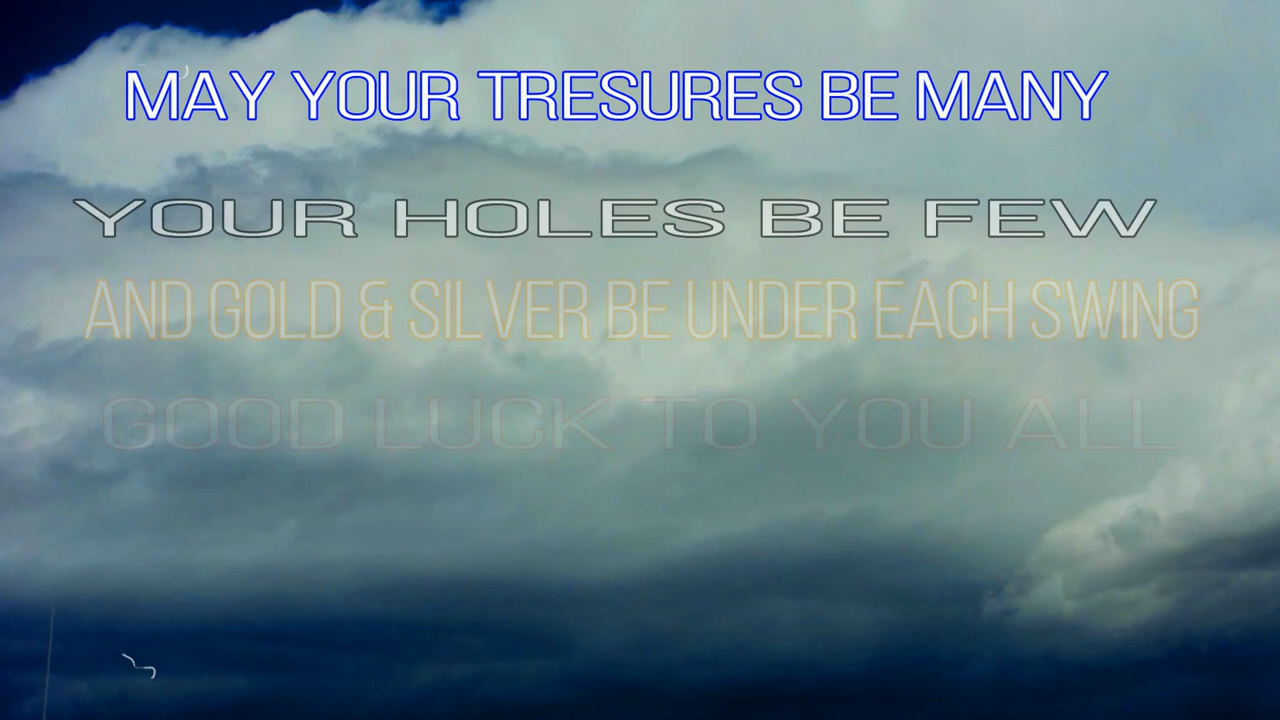 MAY YOUR TRESURES BE MANY
YOUR HOLES BE FEW
AND GOLD & SILVER BE UNDER EACH SWING
GOOD LUCK TO YOU ALL